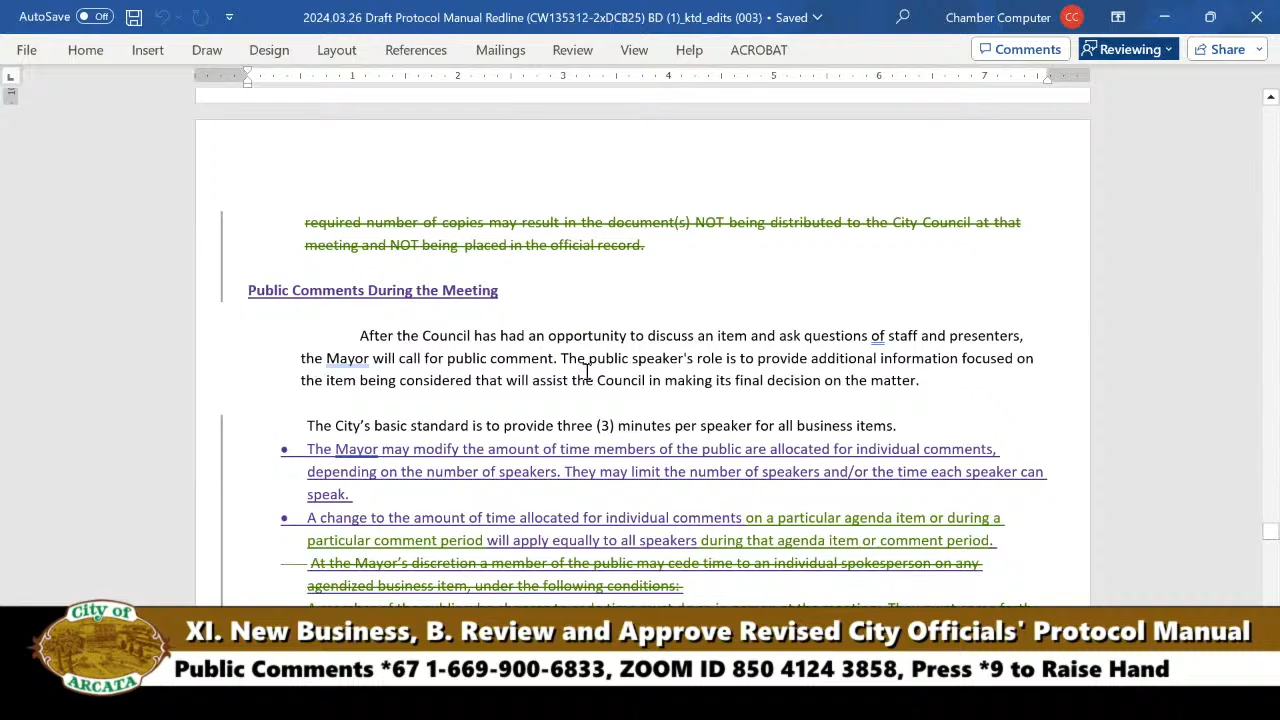 AutoSave Off 2024.03.26 Draft Protocol Manual Redline (CW135312-2xDCB25) BD (1)_ktd_edits (003) • Saved Chamber Computer CC
File Home Insert Draw Design Layout References Mailings Review View Help ACROBAT Comments Reviewing Share
1 2 3 4 5 6 7
required number of copies may result in the document(s) NOT being distributed to the City Council at that
meeting and NOT being placed in the official record.
Public Comments During the Meeting
After the Council has had an opportunity to discuss an item and ask questions of staff and presenters,
the Mayor will call for public comment. The public speaker's role is to provide additional information focused on
the item being considered that will assist the Council in making its final decision on the matter.
The City's basic standard is to provide three (3) minutes per speaker for all business items.
• The Mayor may modify the amount of time members of the public are allocated for individual comments,
depending on the number of speakers. They may limit the number of speakers and/or the time each speaker can
speak.
• A change to the amount of time allocated for individual comments on a particular agenda item or during a
particular comment period will apply equally to all speakers during that agenda item or comment period.
At the Mayor's discretion a member of the public may cede time to an individual spokesperson on any
agendized business item, under the following conditions:
City of
ARCATA
XI. New Business, B. Review and Approve Revised City Officials' Protocol Manual
Public Comments *67 1-669-900-6833, ZOOM ID 850 4124 3858, Press *9 to Raise Hand